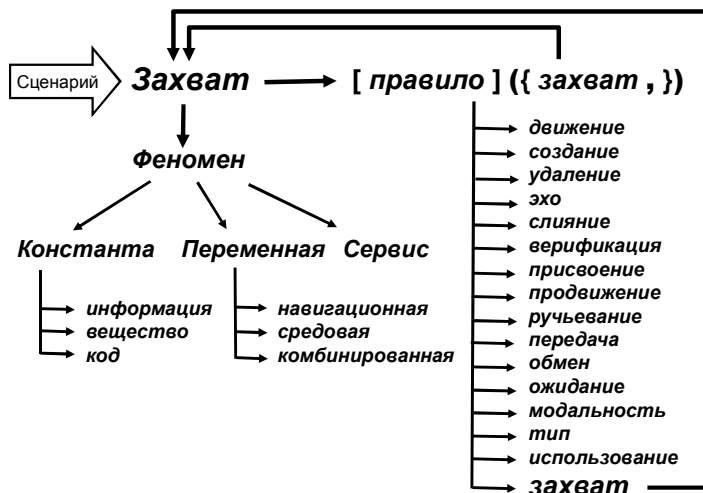 Сценарий
Захват
[ правило ] ({ захват , })
Феномен
Константа Переменная Сервис
информация
вещество
код
навигационная
средовая
комбинированная
движение
создание
удаление
эхо
слияние
верификация
присвоение
продвижение
ручьевание
передача
обмен
ожидание
модальность
тип
использование
захват